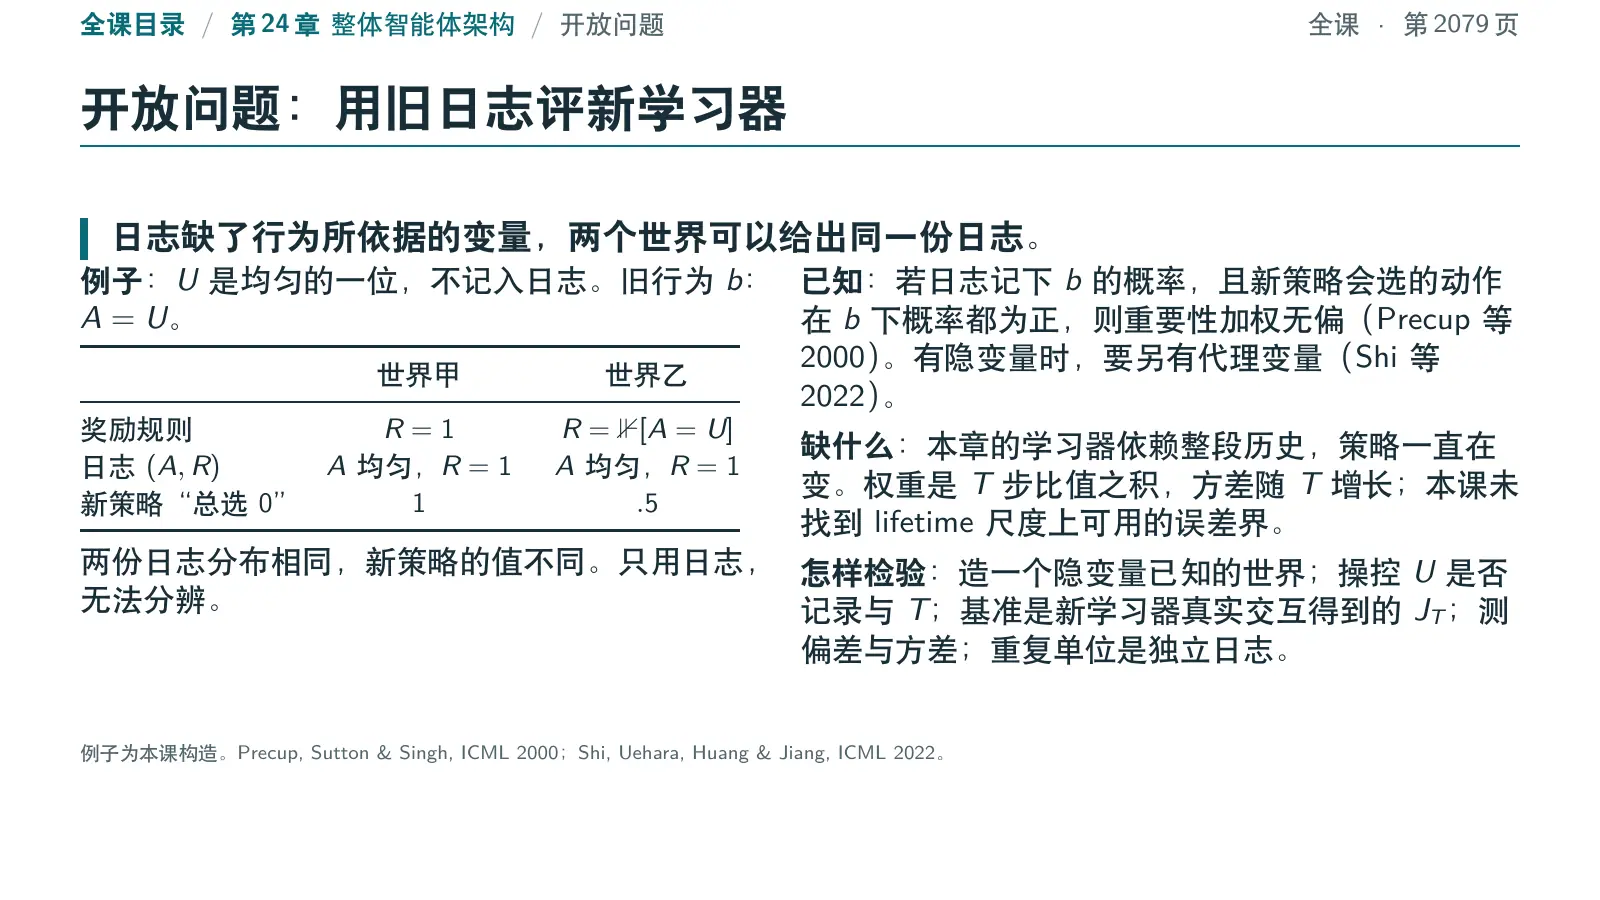 全课目录 / 第 24 章 整体智能体架构 / 开放问题
全课 · 第 2079 页
开放问题：用旧日志评新学习器
日志缺了行为所依据的变量，两个世界可以给出同一份日志。
例子：U 是均匀的一位，不记入日志。旧行为 b：
A = U。
世界甲 世界乙
奖励规则 R = 1 R = ⊮[A = U]
日志 (A, R) A 均匀，R = 1 A 均匀，R = 1
新策略 “总选 0” 1 .5
两份日志分布相同，新策略的值不同。只用日志，
无法分辨。
已知：若日志记下 b 的概率，且新策略会选的动作
在 b 下概率都为正，则重要性加权无偏（Precup 等
2000）。有隐变量时，要另有代理变量（Shi 等
2022）。
缺什么：本章的学习器依赖整段历史，策略一直在
变。权重是 T 步比值之积，方差随 T 增长；本课未
找到 lifetime 尺度上可用的误差界。
怎样检验：造一个隐变量已知的世界；操控 U 是否
记录与 T；基准是新学习器真实交互得到的 J_T；测
偏差与方差；重复单位是独立日志。
例子为本课构造。Precup, Sutton & Singh, ICML 2000；Shi, Uehara, Huang & Jiang, ICML 2022。